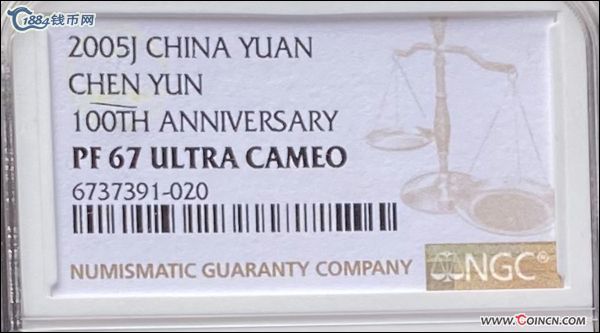 1884钱币网
2005J CHINA YUAN
CHEN YUN
100TH ANNIVERSARY
PF 67 ULTRA CAMEO
6737391-020
NUMISMATIC GUARANTY COMPANY
NGC®
www.COINCN.com